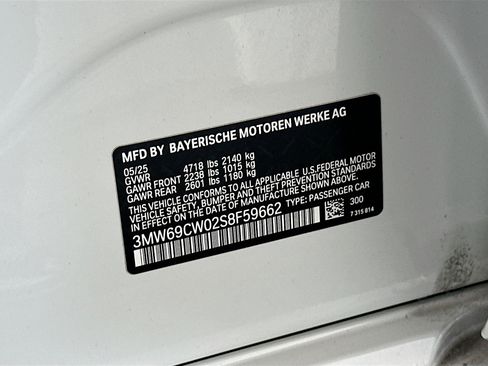 MFD BY BAYERISCHE MOTOREN WERKE AG
05/25
GVWR 4718 lbs 2140 kg
GAWR FRONT 2238 lbs 1015 kg
GAWR REAR 2601 lbs 1180 kg
THIS VEHICLE CONFORMS TO ALL APPLICABLE U.S.FEDERAL MOTOR
VEHICLE SAFETY, BUMPER, AND THEFT PREVENTION STANDARDS
IN EFFECT ON THE DATE OF MANUFACTURE SHOWN ABOVE.
3MW69CW02S8F59662 TYPE: PASSENGER CAR
300
7 315 814